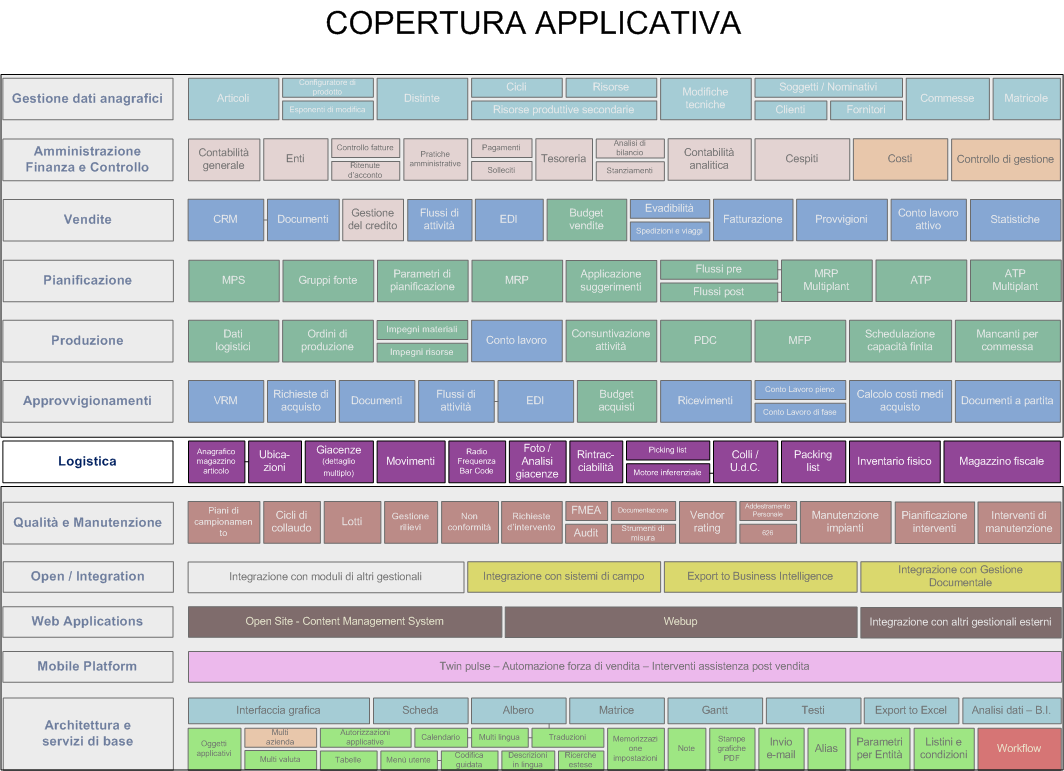 COPERTURA APPLICATIVA
Gestione dati anagrafici
Articoli
Configuratore di
prodotto
Esponenti di modifica
Distinte
Cicli
Risorse
Risorse produttive secondarie
Modifiche
tecniche
Soggetti / Nominativi
Clienti
Fornitori
Commesse
Matricole
Amministrazione
Finanza e Controllo
Contabilità
generale
Enti
Controllo fatture
Ritenute
d'acconto
Pratiche
amministrative
Pagamenti
Solleciti
Tesoreria
Analisi di
bilancio
Stanziamenti
Contabilità
analitica
Cespiti
Costi
Controllo di gestione
Vendite
CRM
Documenti
Gestione
del credito
Flussi di
attività
EDI
Budget
vendite
Evadibilità
Spedizioni e viaggi
Fatturazione
Provvigioni
Conto lavoro
attivo
Statistiche
Pianificazione
MPS
Gruppi fonte
Parametri di
pianificazione
MRP
Applicazione
suggerimenti
Flussi pre
Flussi post
MRP
Multiplant
ATP
ATP
Multiplant
Produzione
Dati
logistici
Ordini di
produzione
Impegni materiali
Impegni risorse
Conto lavoro
Consuntivazione
attività
PDC
MFP
Schedulazione
capacità finita
Mancanti per
commessa
Approvvigionamenti
VRM
Richieste di
acquisto
Documenti
Flussi di
attività
EDI
Budget
acquisti
Ricevimenti
Conto Lavoro pieno
Conto Lavoro di fase
Calcolo costi medi
acquisto
Documenti a partita
Logistica
Anagrafico
magazzino
articolo
Ubica-
zioni
Giacenze
(dettaglio
multiplo)
Movimenti
Radio
Frequenza
Bar Code
Foto /
Analisi
giacenze
Rintrac-
ciabilità
Picking list
Motore inferenziale
Colli /
U.d.C.
Packing
list
Inventario fisico
Magazzino fiscale
Qualità e Manutenzione
Piani di
campionamen
to
Cicli di
collaudo
Lotti
Gestione
rilievi
Non
conformità
Richieste
d'intervento
FMEA
Audit
Documentazione
Strumenti di
misura
Vendor
rating
Addestramento
Personale
626
Manutenzione
impianti
Pianificazione
interventi
Interventi di
manutenzione
Open / Integration
Integrazione con moduli di altri gestionali
Integrazione con sistemi di campo
Export to Business Intelligence
Integrazione con Gestione
Documentale
Web Applications
Open Site - Content Management System
Webup
Integrazione con altri gestionali esterni
Mobile Platform
Twin pulse – Automazione forza di vendita – Interventi assistenza post vendita
Architettura e
servizi di base
Interfaccia grafica
Scheda
Albero
Matrice
Gantt
Testi
Export to Excel
Analisi dati – B.I.
Oggetti
applicativi
Multi
azienda
Multi valuta
Autorizzazioni
applicative
Tabelle
Calendario
Menù utente
Multi lingua
Codifica
guidata
Traduzioni
Descrizioni
in lingua
Ricerche
estese
Memorizzazi
one
impostazioni
Note
Stampe
grafiche
PDF
Invio
e-mail
Alias
Parametri
per Entità
Listini e
condizioni
Workflow